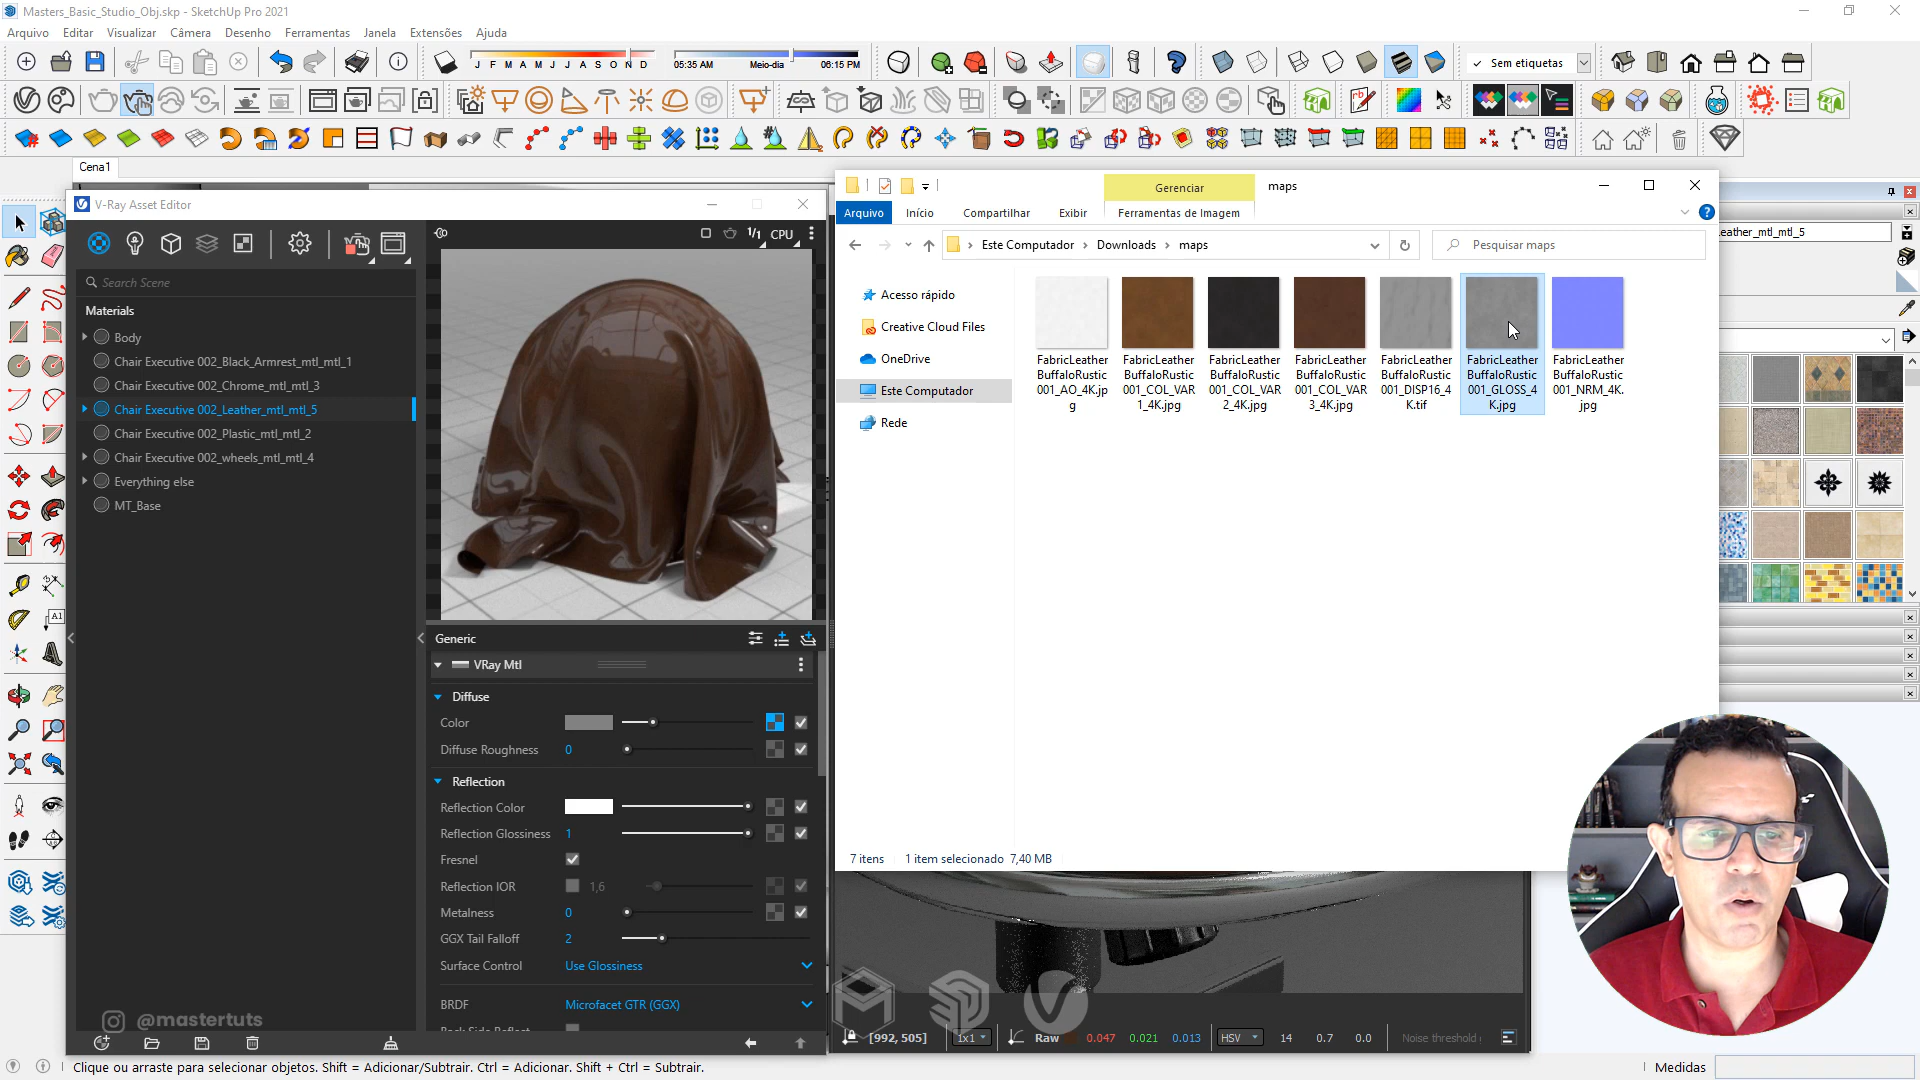 Masters_Basic_Studio_Obj.skp - SketchUp Pro 2021
Arquivo Editar Visualizar Câmera Desenho Ferramentas Janela Extensões Ajuda
J F M A M J J A S O N D 05:35 AM Meio-dia 06:15 PM
Sem etiquetas
Cena1
V-Ray Asset Editor
1/1 CPU
Search Scene
Materials
Body
Chair Executive 002_Black_Armrest_mtl_mtl_1
Chair Executive 002_Chrome_mtl_mtl_3
Chair Executive 002_Leather_mtl_mtl_5
Chair Executive 002_Plastic_mtl_mtl_2
Chair Executive 002_wheels_mtl_mtl_4
Everything else
MT_Base
Generic
VRay Mtl
Diffuse
Color
Diffuse Roughness 0
Reflection
Reflection Color
Reflection Glossiness 1
Fresnel
Reflection IOR 1,6
Metalness 0
GGX Tail Falloff 2
Surface Control Use Glossiness
BRDF Microfacet GTR (GGX)
@mastertuts
Gerenciar
maps
Arquivo Início Compartilhar Exibir Ferramentas de Imagem
Este Computador Downloads maps
Pesquisar maps
Acesso rápido
Creative Cloud Files
OneDrive
Este Computador
Rede
FabricLeather
BuffaloRustic
001_AO_4K.jp
g
FabricLeather
BuffaloRustic
001_COL_VAR
1_4K.jpg
FabricLeather
BuffaloRustic
001_COL_VAR
2_4K.jpg
FabricLeather
BuffaloRustic
001_COL_VAR
3_4K.jpg
FabricLeather
BuffaloRustic
001_DISP16_4
K.tif
FabricLeather
BuffaloRustic
001_GLOSS_4
K.jpg
FabricLeather
BuffaloRustic
001_NRM_4K.
jpg
7 itens 1 item selecionado 7,40 MB
eather_mtl_mtl_5
[992, 505] 1x1 Raw 0.047 0.021 0.013 HSV 14 0.7 0.0 Noise threshold
Clique ou arraste para selecionar objetos. Shift = Adicionar/Subtrair. Ctrl = Adicionar. Shift + Ctrl = Subtrair.
Medidas